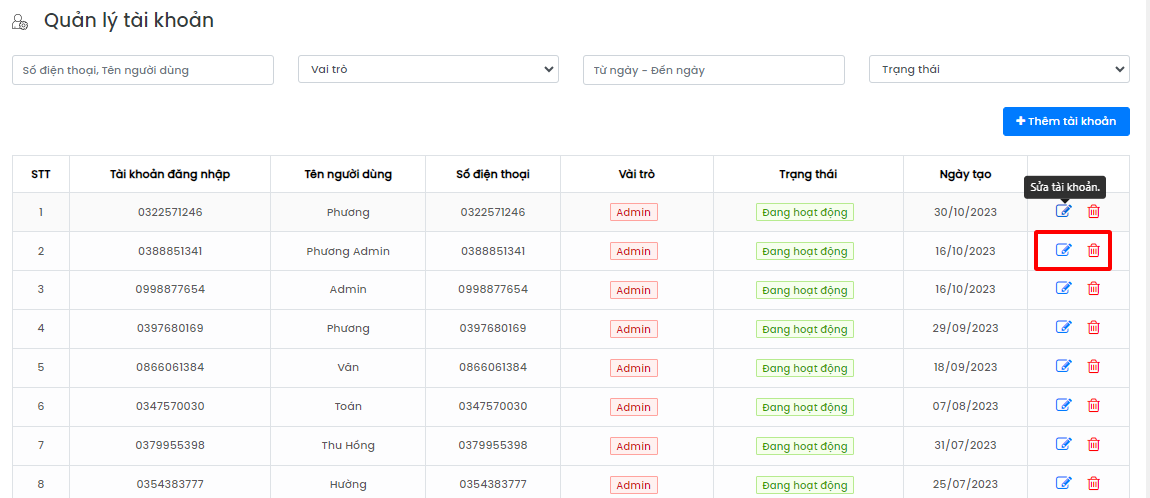 Quản lý tài khoản
Số điện thoại, Tên người dùng Vai trò Từ ngày - Đến ngày Trạng thái
Thêm tài khoản
STT Tài khoản đăng nhập Tên người dùng Số điện thoại Vài trò Trạng thái Ngày tạo
Sửa tài khoản.
1 0322571246 Phương 0322571246 Admin Đang hoạt động 30/10/2023
2 0388851341 Phương Admin 0388851341 Admin Đang hoạt động 16/10/2023
3 0998877654 Admin 0998877654 Admin Đang hoạt động 16/10/2023
4 0397680169 Phương 0397680169 Admin Đang hoạt động 29/09/2023
5 0866061384 Vân 0866061384 Admin Đang hoạt động 18/09/2023
6 0347570030 Toán 0347570030 Admin Đang hoạt động 07/08/2023
7 0379955398 Thu Hồng 0379955398 Admin Đang hoạt động 31/07/2023
8 0354383777 Hường 0354383777 Admin Đang hoạt động 25/07/2023